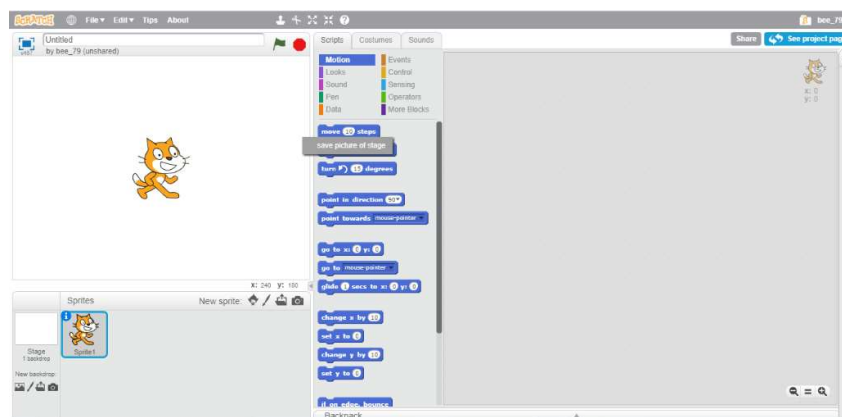 SCRATCH File Edit Tips About bee_79
Untitled
by bee_79 (unshared)
Scripts Costumes Sounds
Share See project pag
Motion Events
Looks Control
Sound Sensing
Pen Operators
Data More Blocks
x: 0
y: 0
move 10 steps
save picture of stage
turn 15 degrees
point in direction 90
point towards mouse-pointer
go to x: 0 y: 0
go to mouse-pointer
glide 1 secs to x: 0 y: 0
x: 240 y: 180
Sprites New sprite:
change x by 10
set x to 0
change y by 10
set y to 0
if on edge, bounce
Stage
1 backdrop
Sprite1
New backdrop:
Backpack